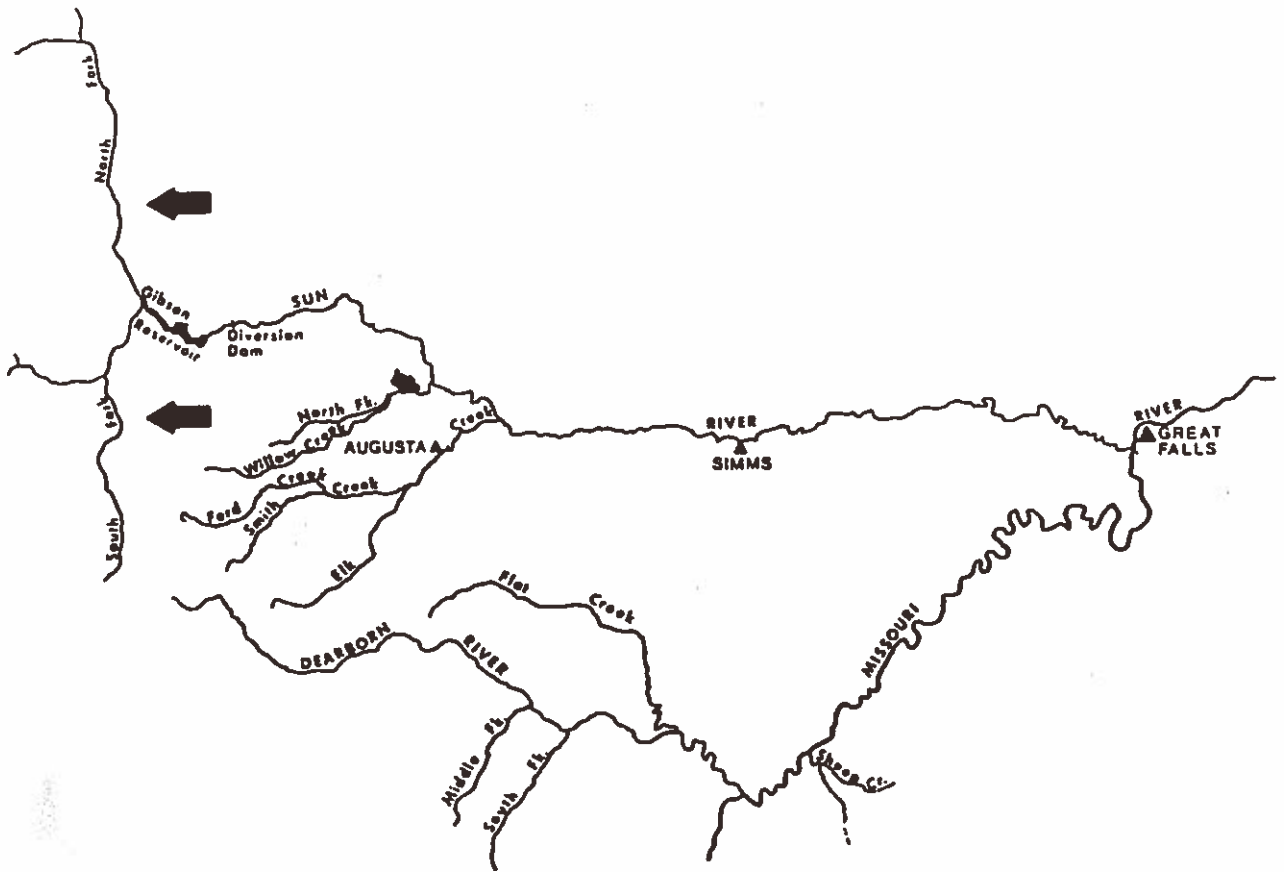 Fork
North
Gibson
Reservoir
Diversion
Dam
SUN
Fork
South
North Fk.
Willow Creek
AUGUSTA
Creek
Ford Creek
Smith Creek
Elk
RIVER
SIMMS
RIVER
GREAT
FALLS
Flat Creek
DEARBORN RIVER
Middle Fk.
South Fk.
MISSOURI
Sheep Cr.